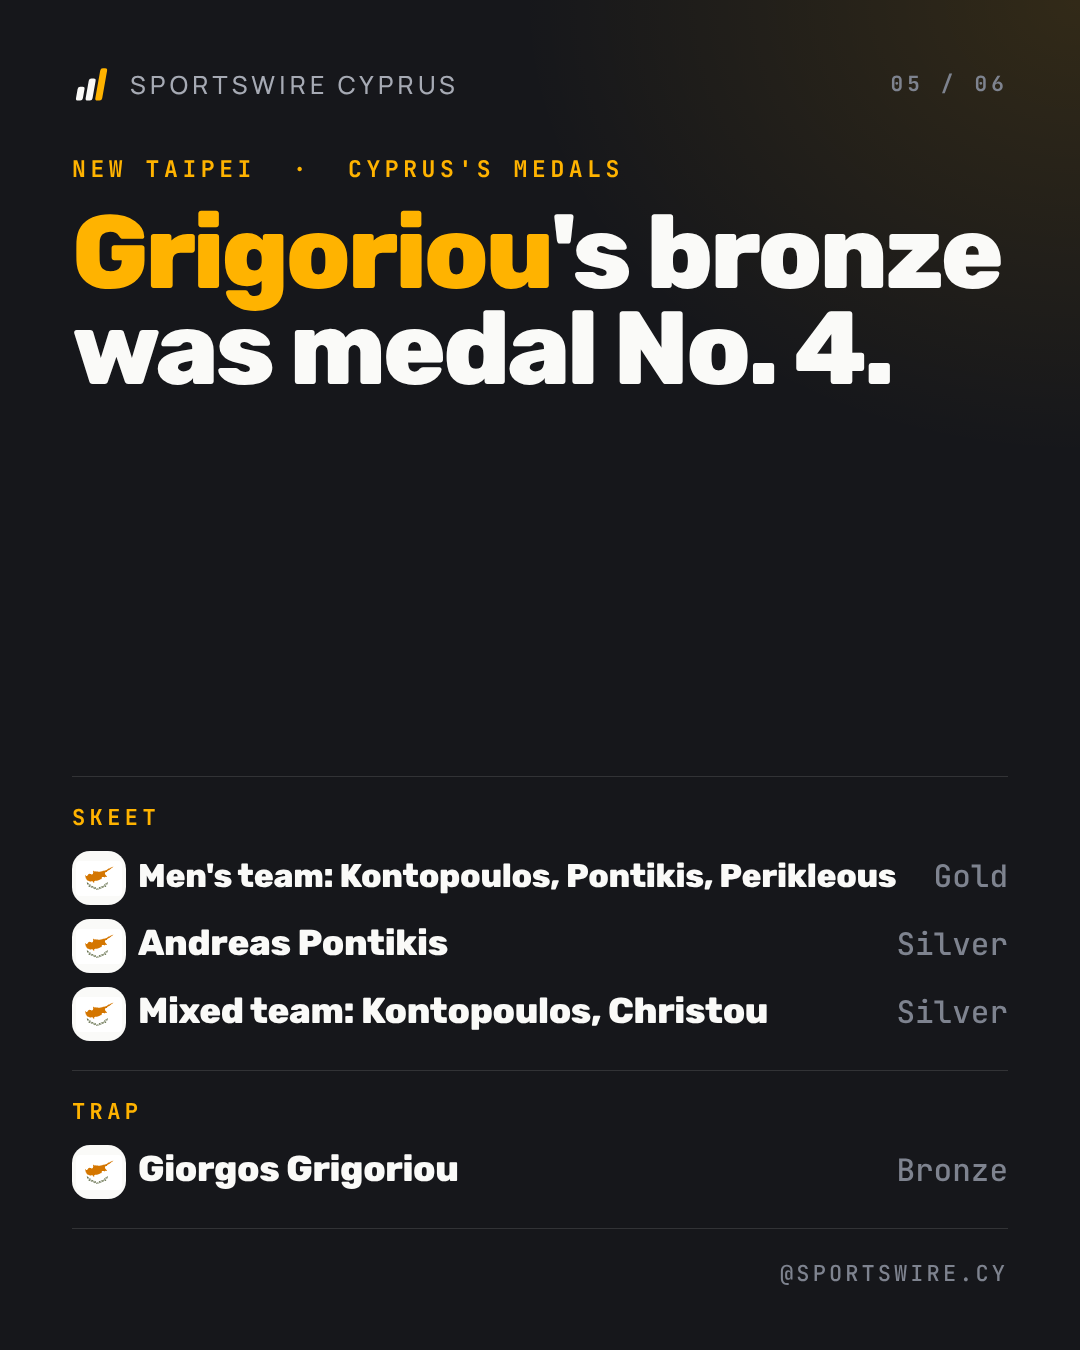 SPORTSWIRE CYPRUS
05 / 06
NEW TAIPEI · CYPRUS'S MEDALS
Grigoriou's bronze
was medal No. 4.
SKEET
Men's team: Kontopoulos, Pontikis, Perikleous Gold
Andreas Pontikis Silver
Mixed team: Kontopoulos, Christou Silver
TRAP
Giorgos Grigoriou Bronze
@SPORTSWIRE.CY